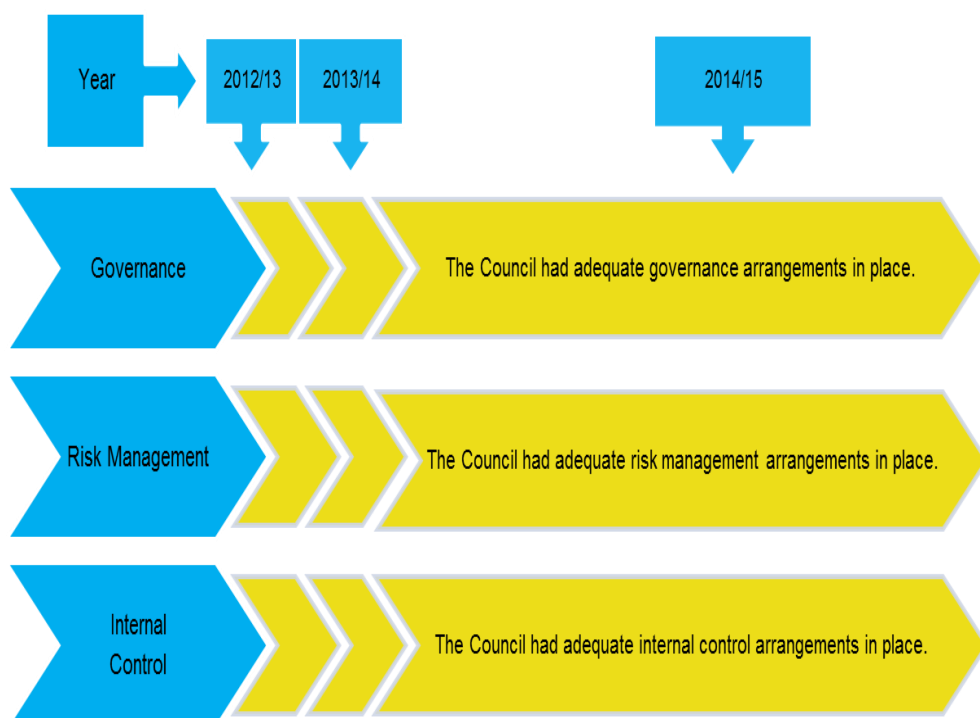 Year
2012/13
2013/14
2014/15
Governance
The Council had adequate governance arrangements in place.
Risk Management
The Council had adequate risk management arrangements in place.
Internal
Control
The Council had adequate internal control arrangements in place.